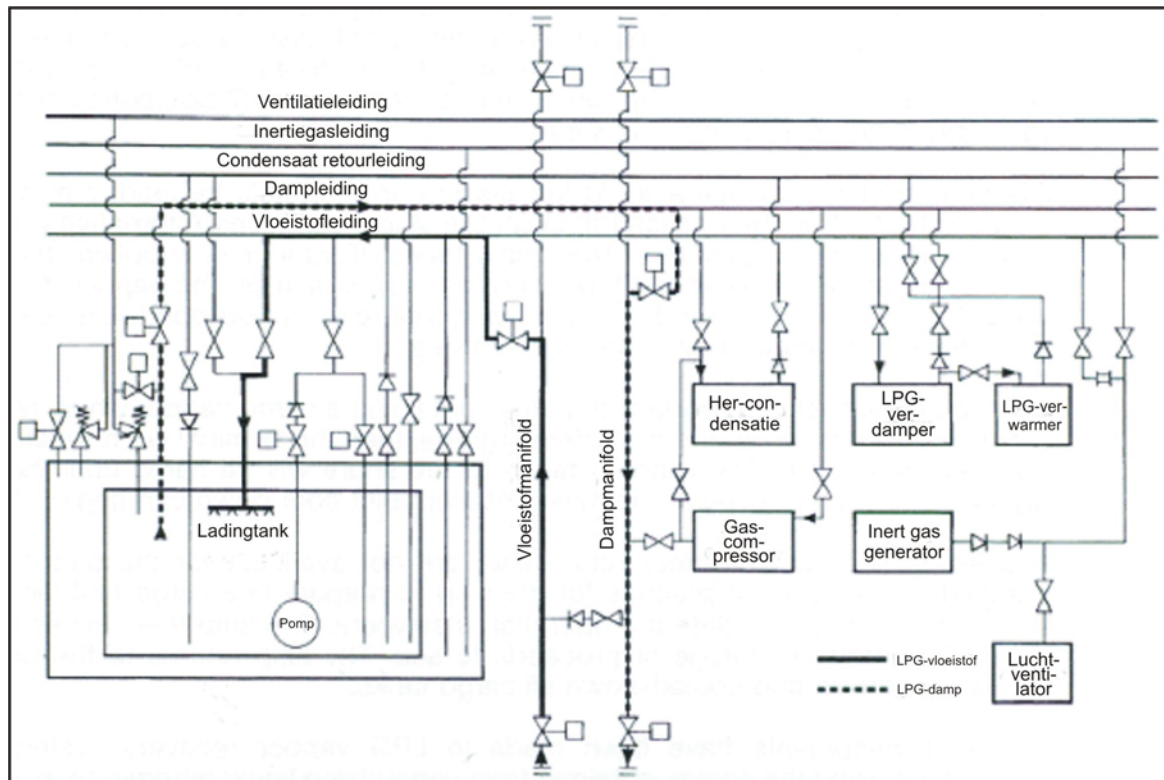 Ventilatieleiding
Inertiegasleiding
Condensaat retourleiding
Dampleiding
Vloeistofleiding
Her-con-
densatie
LPG-
ver-
damper
LPG-ver-
warmer
Ladingtank
Vloeistofmanifold
Dampmanifold
Gas-
com-
pressor
Inert gas
generator
Pomp
LPG-vloeistof
LPG-damp
Lucht-
venti-
lator